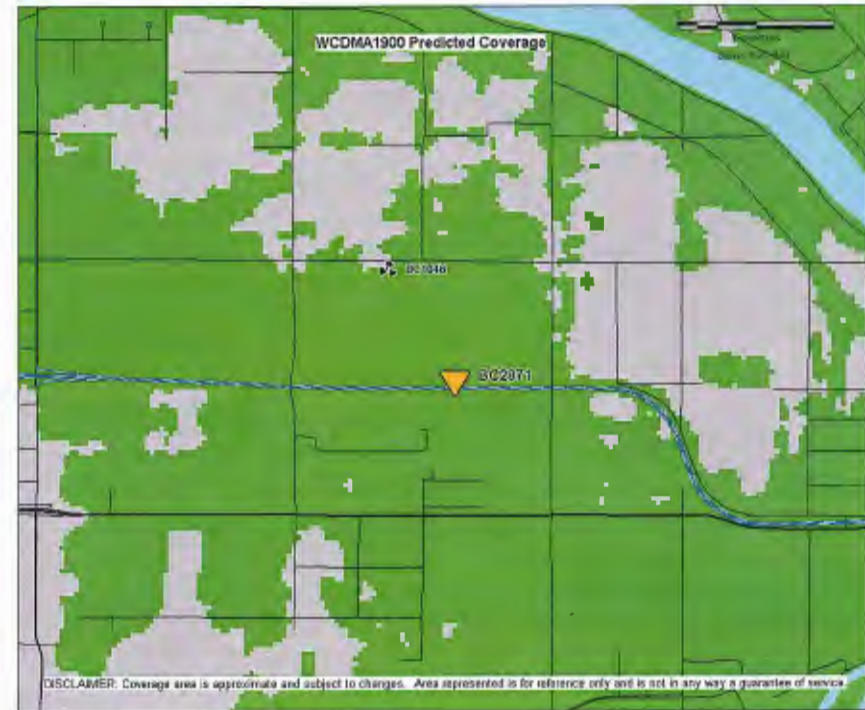 WCDMA1900 Predicted Coverage
BC1046
BC2071
DISCLAIMER: Coverage area is approximate and subject to changes. Area represented is for reference only and is not in any way a guarantee of service.